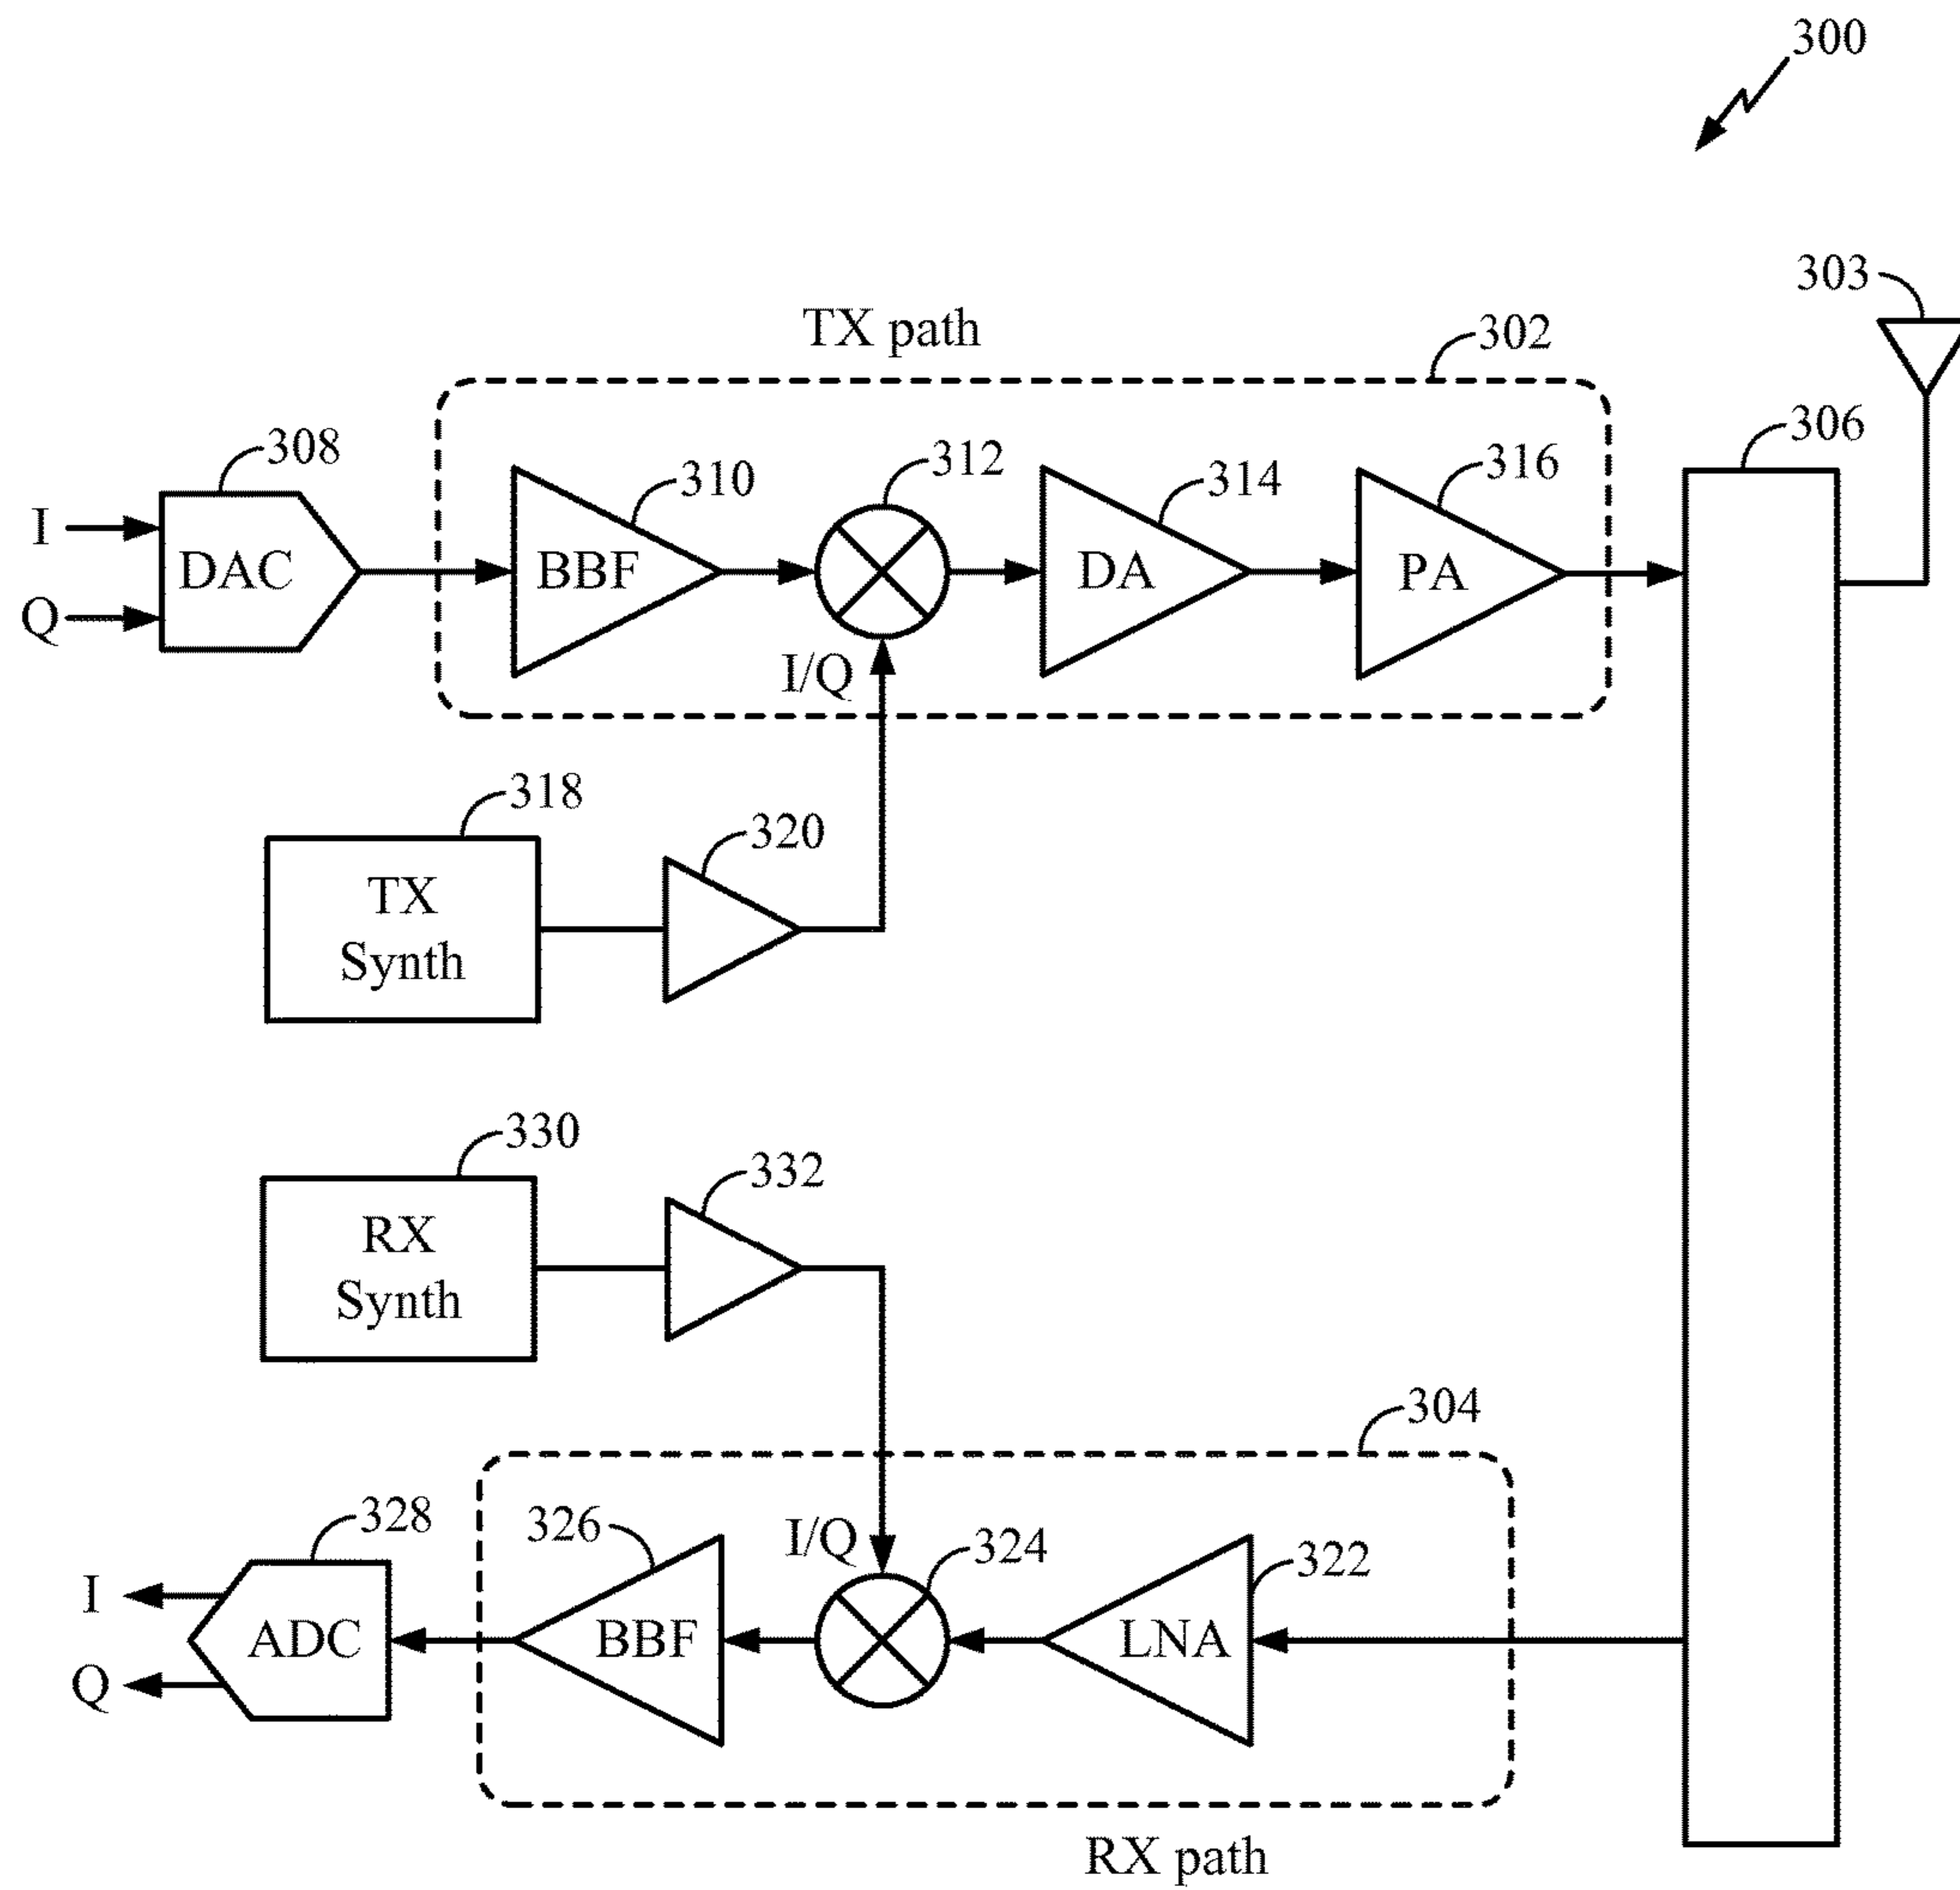 300
303
TX path
302
306
308
310
312
314
316
I
DAC
BBF
DA
PA
Q
I/Q
318
320
TX
Synth
330
332
RX
Synth
304
328
326
I/Q
324
322
I
ADC
BBF
LNA
Q
RX path